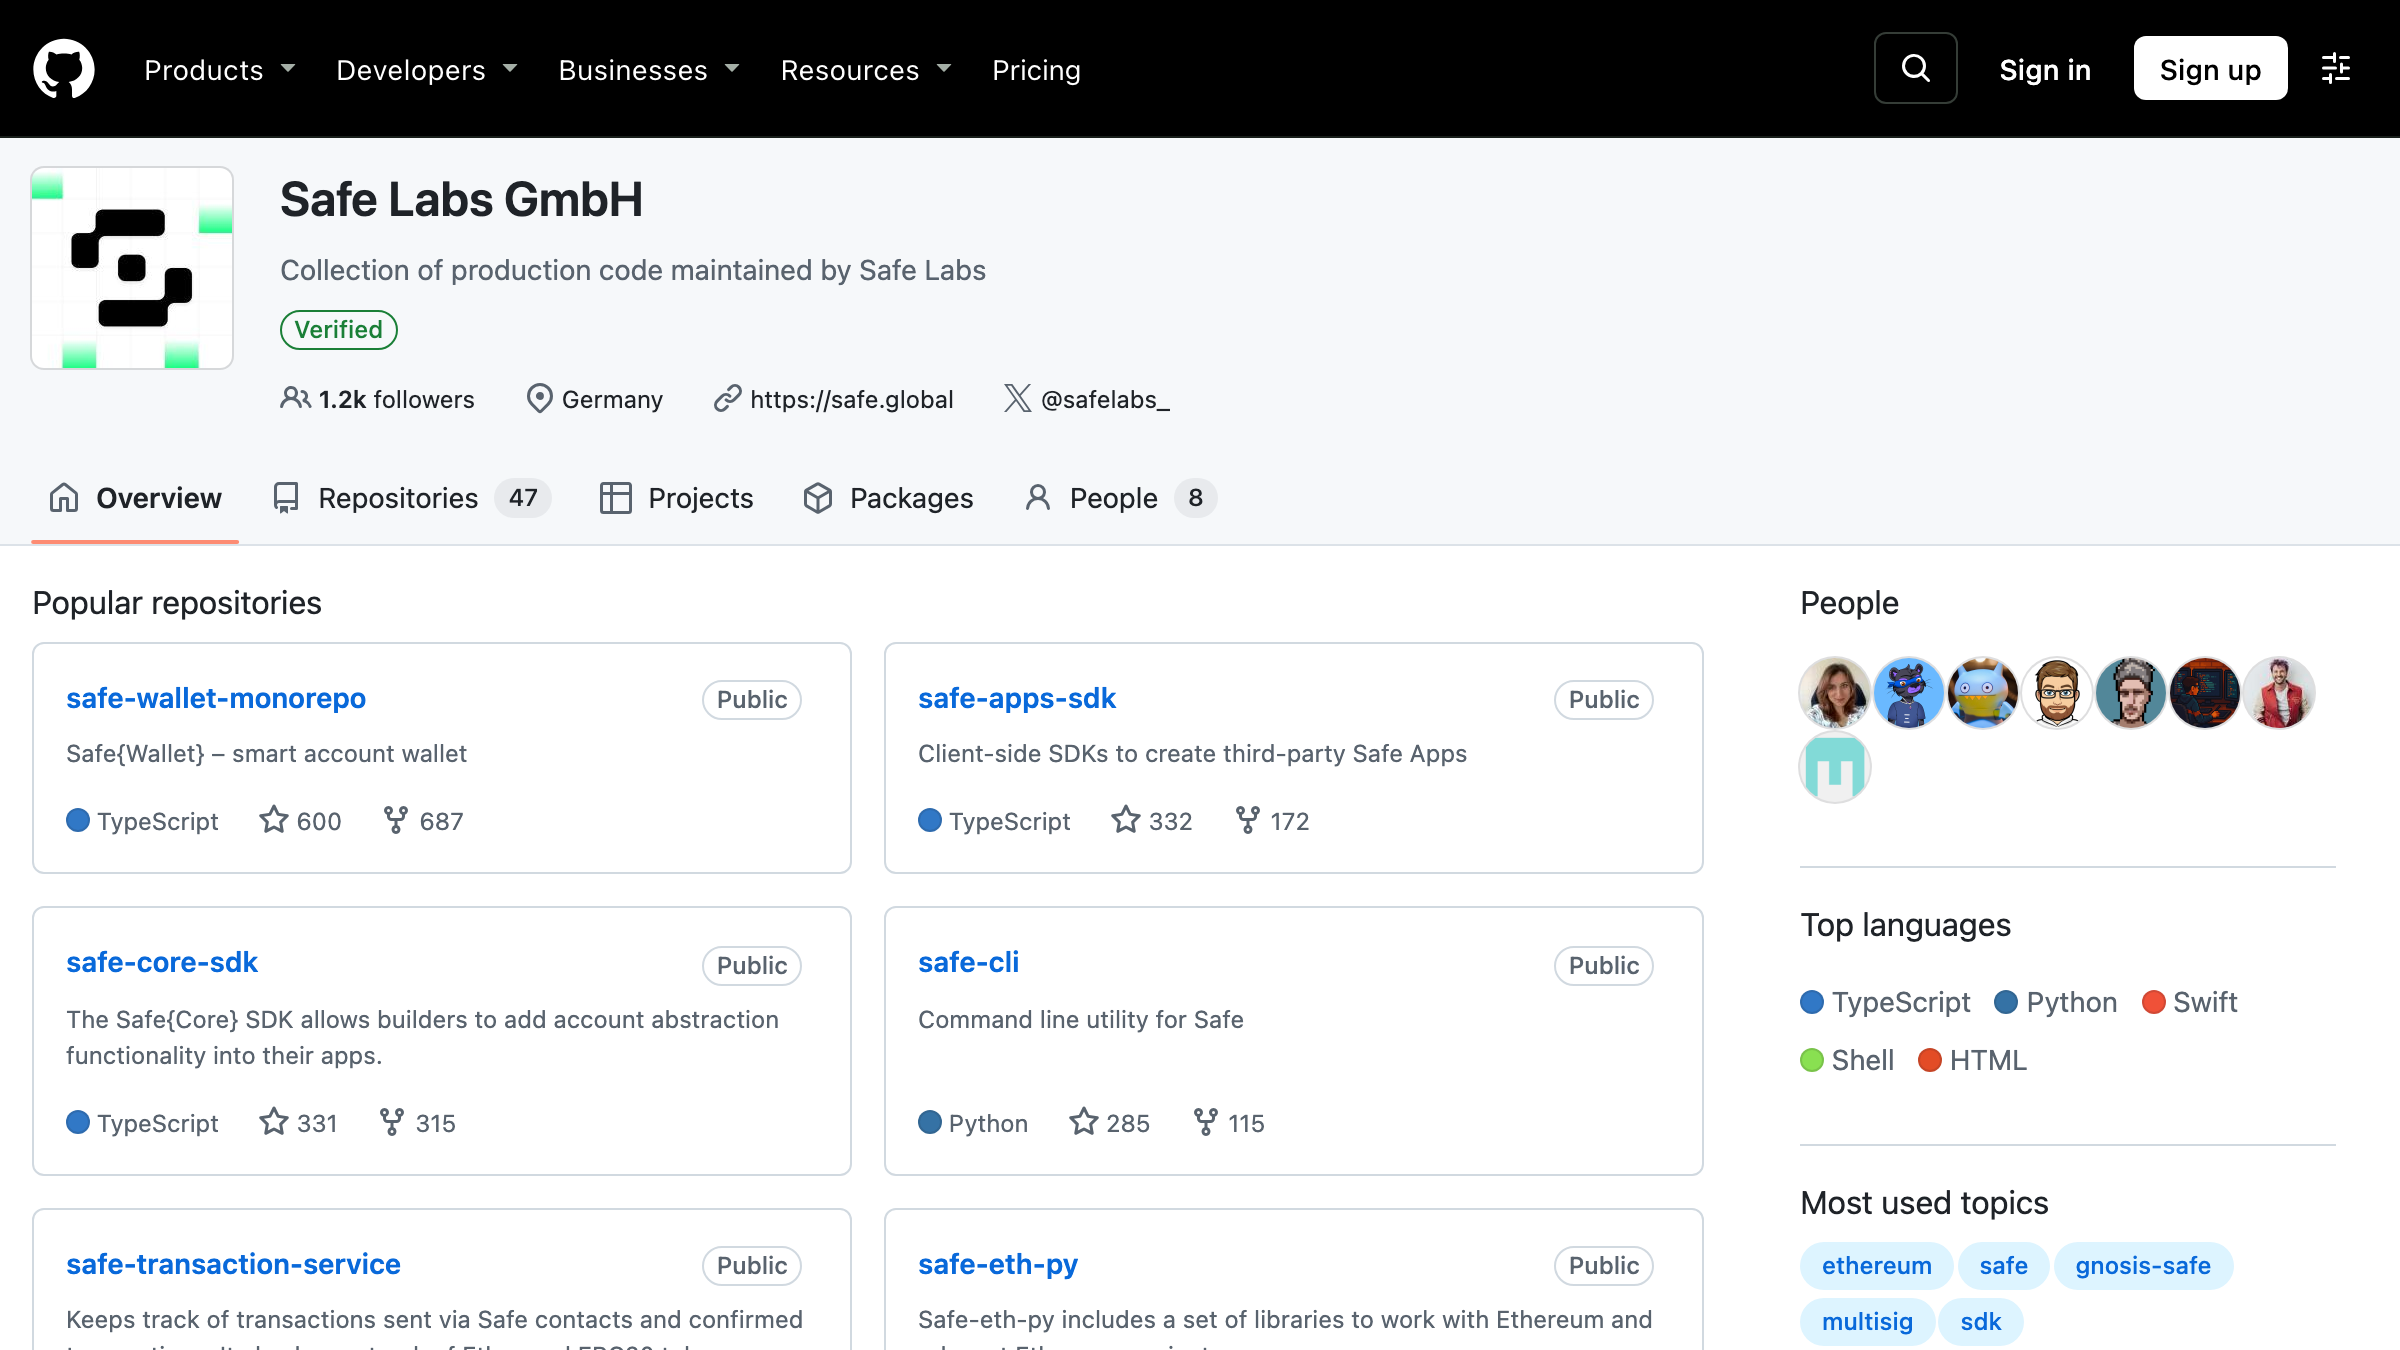 Products
Developers
Businesses
Resources
Pricing
Sign in
Sign up
Safe Labs GmbH
Collection of production code maintained by Safe Labs
Verified
1.2k followers
Germany
https://safe.global
@safelabs_
Overview
Repositories 47
Projects
Packages
People 8
Popular repositories
safe-wallet-monorepo
Public
Safe{Wallet} – smart account wallet
TypeScript 600 687
safe-apps-sdk
Public
Client-side SDKs to create third-party Safe Apps
TypeScript 332 172
safe-core-sdk
Public
The Safe{Core} SDK allows builders to add account abstraction
functionality into their apps.
TypeScript 331 315
safe-cli
Public
Command line utility for Safe
Python 285 115
safe-transaction-service
Public
Keeps track of transactions sent via Safe contacts and confirmed
safe-eth-py
Public
Safe-eth-py includes a set of libraries to work with Ethereum and
People
Top languages
TypeScript Python Swift
Shell HTML
Most used topics
ethereum safe gnosis-safe
multisig sdk